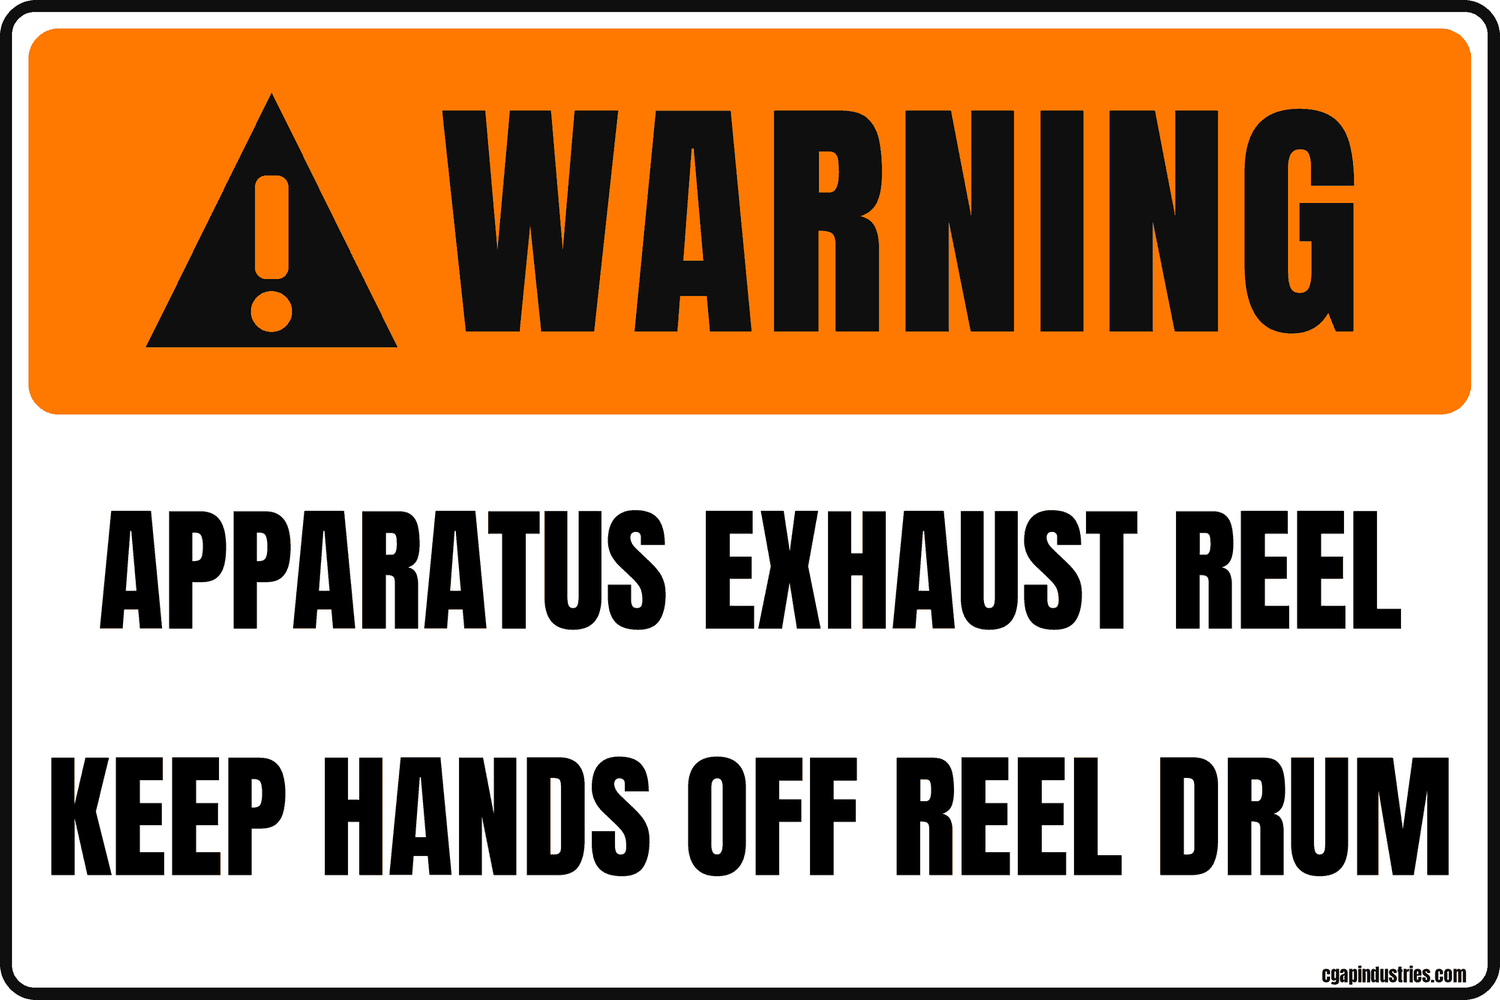 WARNING
APPARATUS EXHAUST REEL
KEEP HANDS OFF REEL DRUM
cgapindustries.com